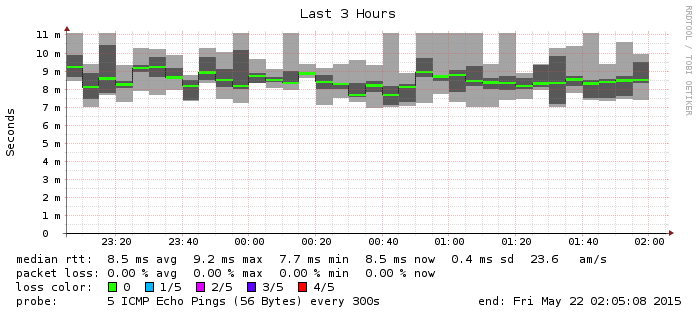 Last 3 Hours
RRDTOOL / TOBI OETIKER
Seconds
11 m
10 m
9 m
8 m
7 m
6 m
5 m
4 m
3 m
2 m
1 m
0
23:20 23:40 00:00 00:20 00:40 01:00 01:20 01:40 02:00
median rtt: 8.5 ms avg 9.2 ms max 7.7 ms min 8.5 ms now 0.4 ms sd 23.6 am/s
packet loss: 0.00 % avg 0.00 % max 0.00 % min 0.00 % now
loss color: 0 1/5 2/5 3/5 4/5
probe: 5 ICMP Echo Pings (56 Bytes) every 300s end: Fri May 22 02:05:08 2015